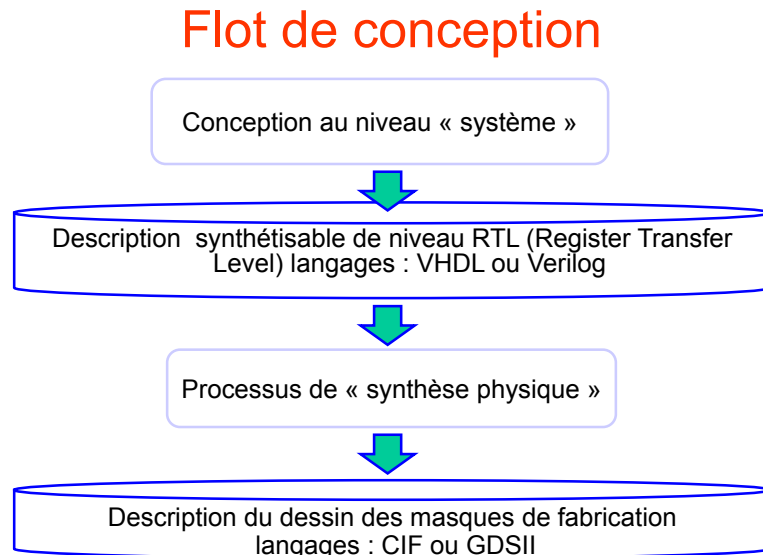 Flot de conception
Conception au niveau « système »
Description synthétisable de niveau RTL (Register Transfer
Level) langages : VHDL ou Verilog
Processus de « synthèse physique »
Description du dessin des masques de fabrication
langages : CIF ou GDSII